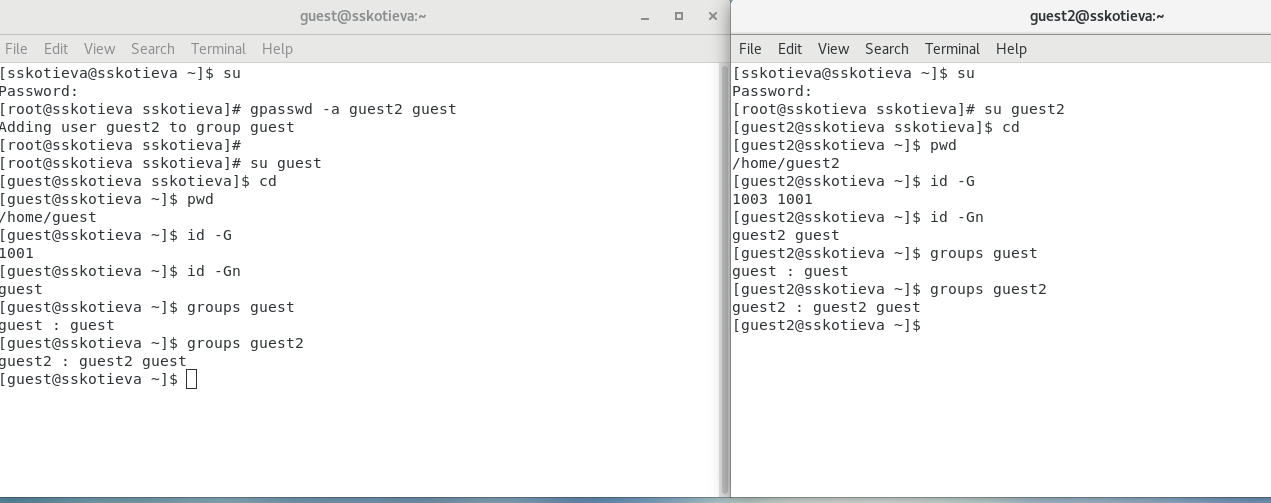 guest@sskotieva:~
File Edit View Search Terminal Help
[sskotieva@sskotieva ~]$ su
Password:
[root@sskotieva sskotieva]# gpasswd -a guest2 guest
Adding user guest2 to group guest
[root@sskotieva sskotieva]#
[root@sskotieva sskotieva]# su guest
[guest@sskotieva sskotieva]$ cd
[guest@sskotieva ~]$ pwd
/home/guest
[guest@sskotieva ~]$ id -G
1001
[guest@sskotieva ~]$ id -Gn
guest
[guest@sskotieva ~]$ groups guest
guest : guest
[guest@sskotieva ~]$ groups guest2
guest2 : guest2 guest
[guest@sskotieva ~]$
guest2@sskotieva:~
File Edit View Search Terminal Help
[sskotieva@sskotieva ~]$ su
Password:
[root@sskotieva sskotieva]# su guest2
[guest2@sskotieva sskotieva]$ cd
[guest2@sskotieva ~]$ pwd
/home/guest2
[guest2@sskotieva ~]$ id -G
1003 1001
[guest2@sskotieva ~]$ id -Gn
guest2 guest
[guest2@sskotieva ~]$ groups guest
guest : guest
[guest2@sskotieva ~]$ groups guest2
guest2 : guest2 guest
[guest2@sskotieva ~]$